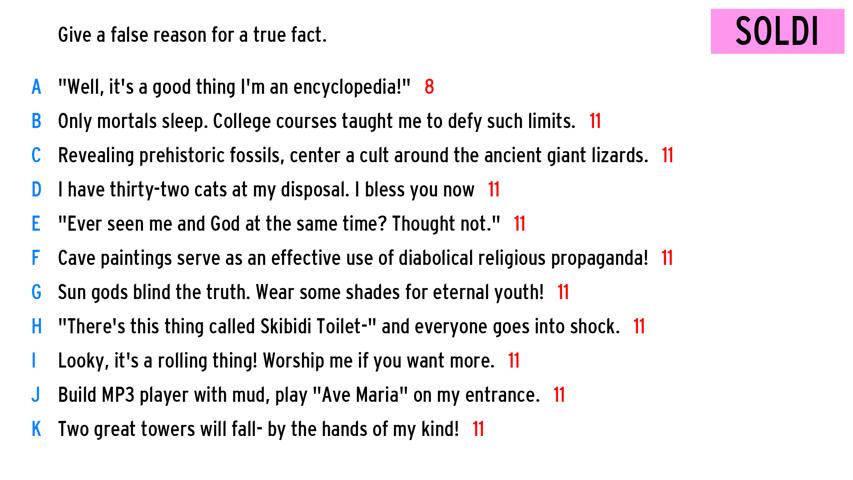 Give a false reason for a true fact.
SOLDI
A "Well, it's a good thing I'm an encyclopedia!" 8
B Only mortals sleep. College courses taught me to defy such limits. 11
C Revealing prehistoric fossils, center a cult around the ancient giant lizards. 11
D I have thirty-two cats at my disposal. I bless you now 11
E "Ever seen me and God at the same time? Thought not." 11
F Cave paintings serve as an effective use of diabolical religious propaganda! 11
G Sun gods blind the truth. Wear some shades for eternal youth! 11
H "There's this thing called Skibidi Toilet-" and everyone goes into shock. 11
I Looky, it's a rolling thing! Worship me if you want more. 11
J Build MP3 player with mud, play "Ave Maria" on my entrance. 11
K Two great towers will fall- by the hands of my kind! 11